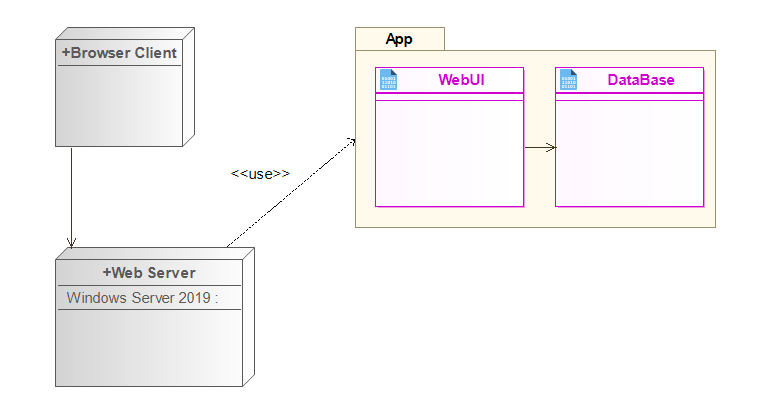 +Browser Client
App
WebUI
DataBase
<<use>>
+Web Server
Windows Server 2019 :